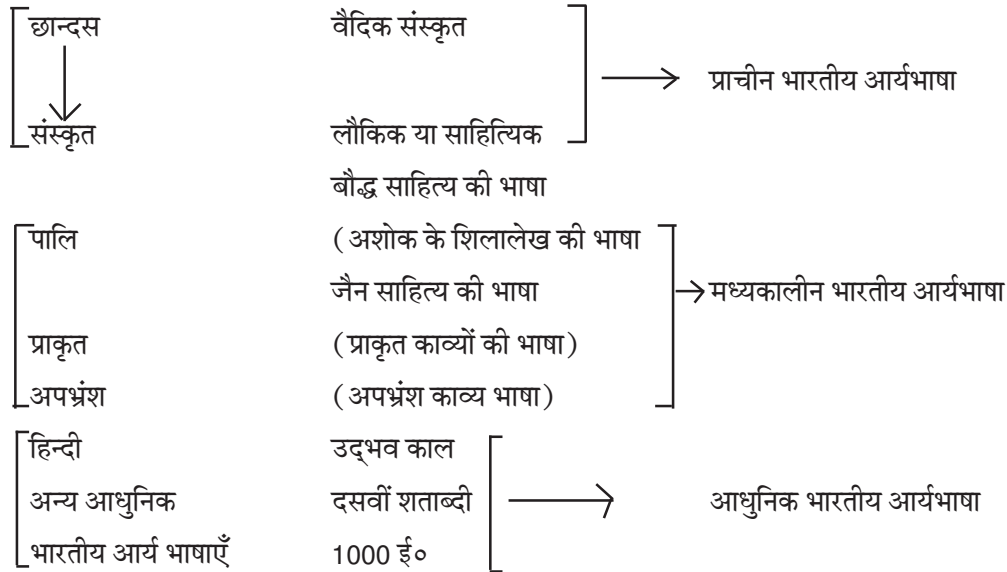 छान्दस वैदिक संस्कृत
प्राचीन भारतीय आर्यभाषा
संस्कृत लौकिक या साहित्यिक
बौद्ध साहित्य की भाषा
पालि (अशोक के शिलालेख की भाषा
जैन साहित्य की भाषा मध्यकालीन भारतीय आर्यभाषा
प्राकृत (प्राकृत काव्यों की भाषा)
अपभ्रंश (अपभ्रंश काव्य भाषा)
हिन्दी उद्‌भव काल
अन्य आधुनिक दसवीं शताब्दी आधुनिक भारतीय आर्यभाषा
भारतीय आर्य भाषाएँ 1000 ई०